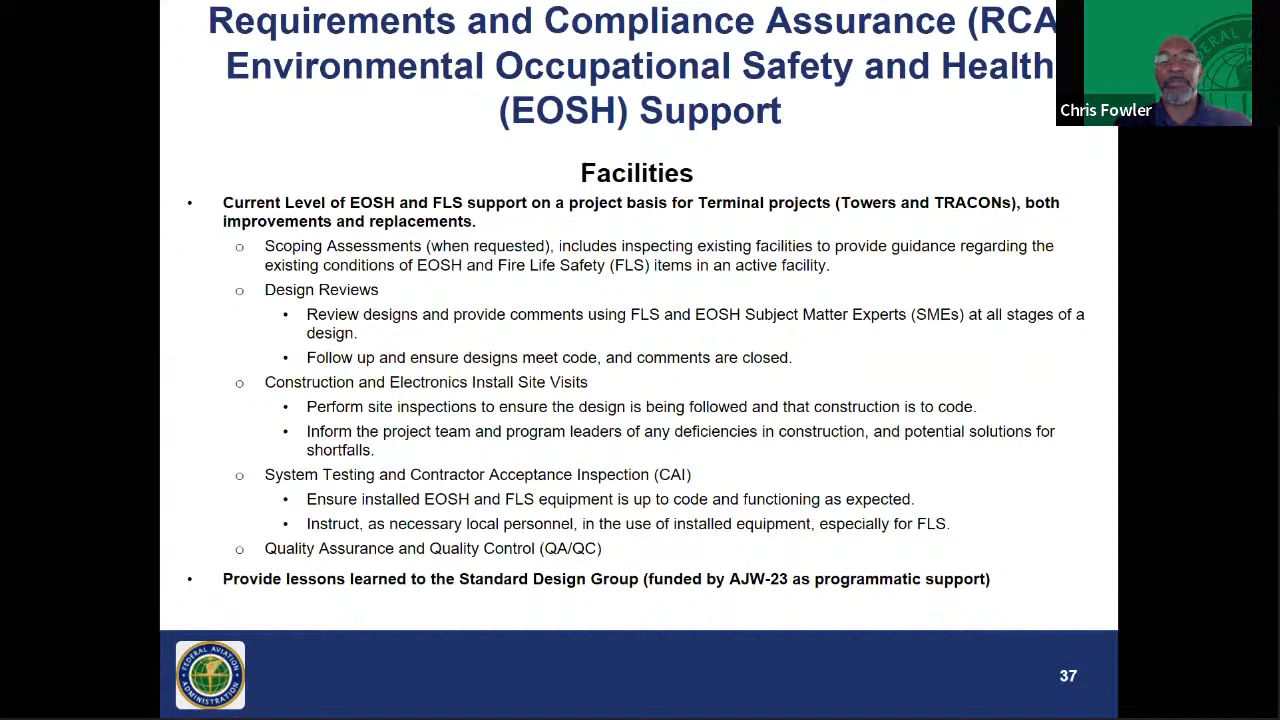 Requirements and Compliance Assurance (RCA
Environmental Occupational Safety and Health
(EOSH) Support
Chris Fowler
Facilities
• Current Level of EOSH and FLS support on a project basis for Terminal projects (Towers and TRACONs), both
improvements and replacements.
o Scoping Assessments (when requested), includes inspecting existing facilities to provide guidance regarding the
existing conditions of EOSH and Fire Life Safety (FLS) items in an active facility.
o Design Reviews
• Review designs and provide comments using FLS and EOSH Subject Matter Experts (SMEs) at all stages of a
design.
• Follow up and ensure designs meet code, and comments are closed.
o Construction and Electronics Install Site Visits
• Perform site inspections to ensure the design is being followed and that construction is to code.
• Inform the project team and program leaders of any deficiencies in construction, and potential solutions for
shortfalls.
o System Testing and Contractor Acceptance Inspection (CAI)
• Ensure installed EOSH and FLS equipment is up to code and functioning as expected.
• Instruct, as necessary local personnel, in the use of installed equipment, especially for FLS.
o Quality Assurance and Quality Control (QA/QC)
• Provide lessons learned to the Standard Design Group (funded by AJW-23 as programmatic support)
FEDERAL AVIATION
ADMINISTRATION
37